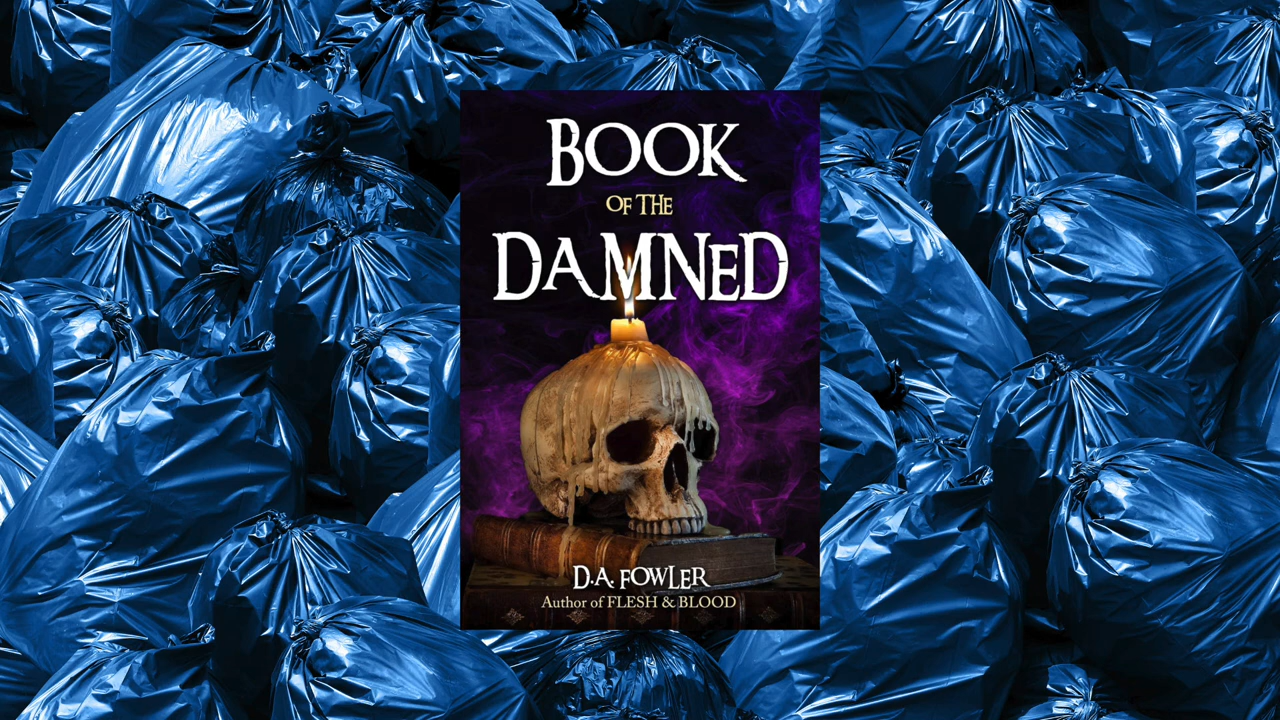 BOOK
OF THE
DAMNED
D.A. FOWLER
Author of FLESH & BLOOD